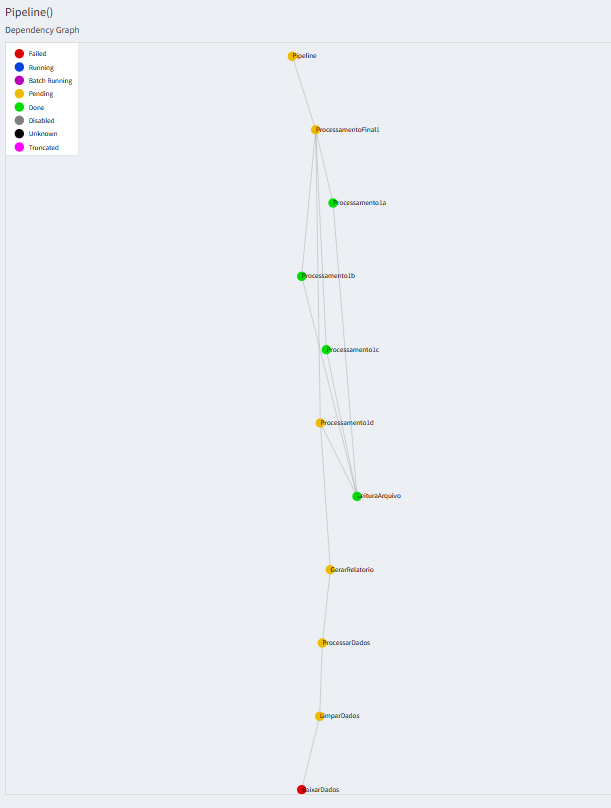 Pipeline()
Dependency Graph
Failed
Running
Batch Running
Pending
Done
Disabled
Unknown
Truncated
Pipeline
ProcessamentoFinal1
Processamento1a
Processamento1b
Processamento1c
Processamento1d
LeituraArquivo
GerarRelatorio
ProcessarDados
LimparDados
BaixarDados